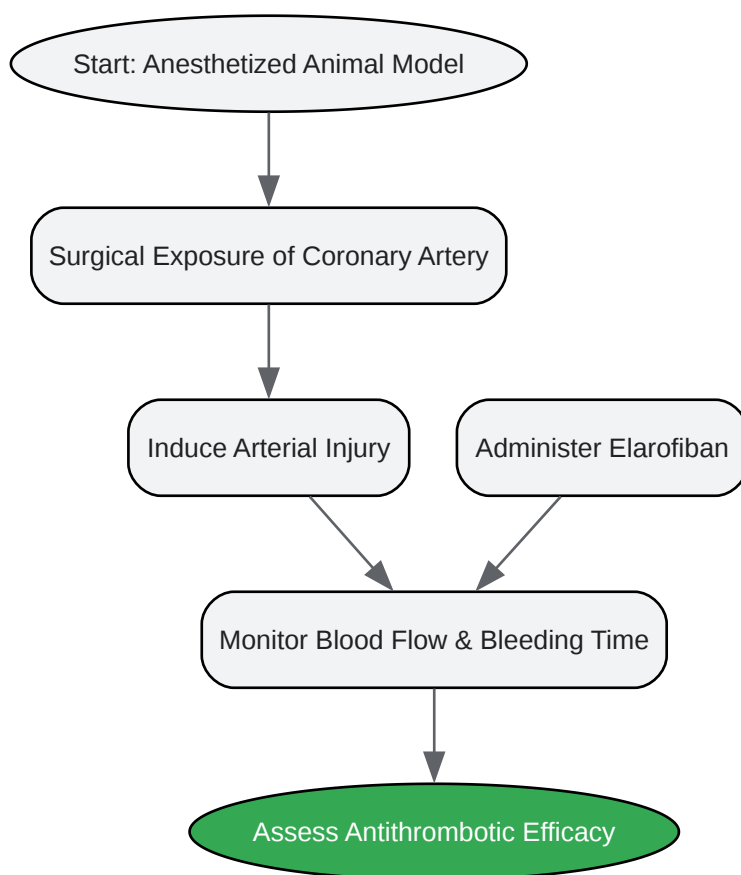 Start: Anesthetized Animal Model
Surgical Exposure of Coronary Artery
Induce Arterial Injury
Administer Elarofiban
Monitor Blood Flow & Bleeding Time
Assess Antithrombotic Efficacy